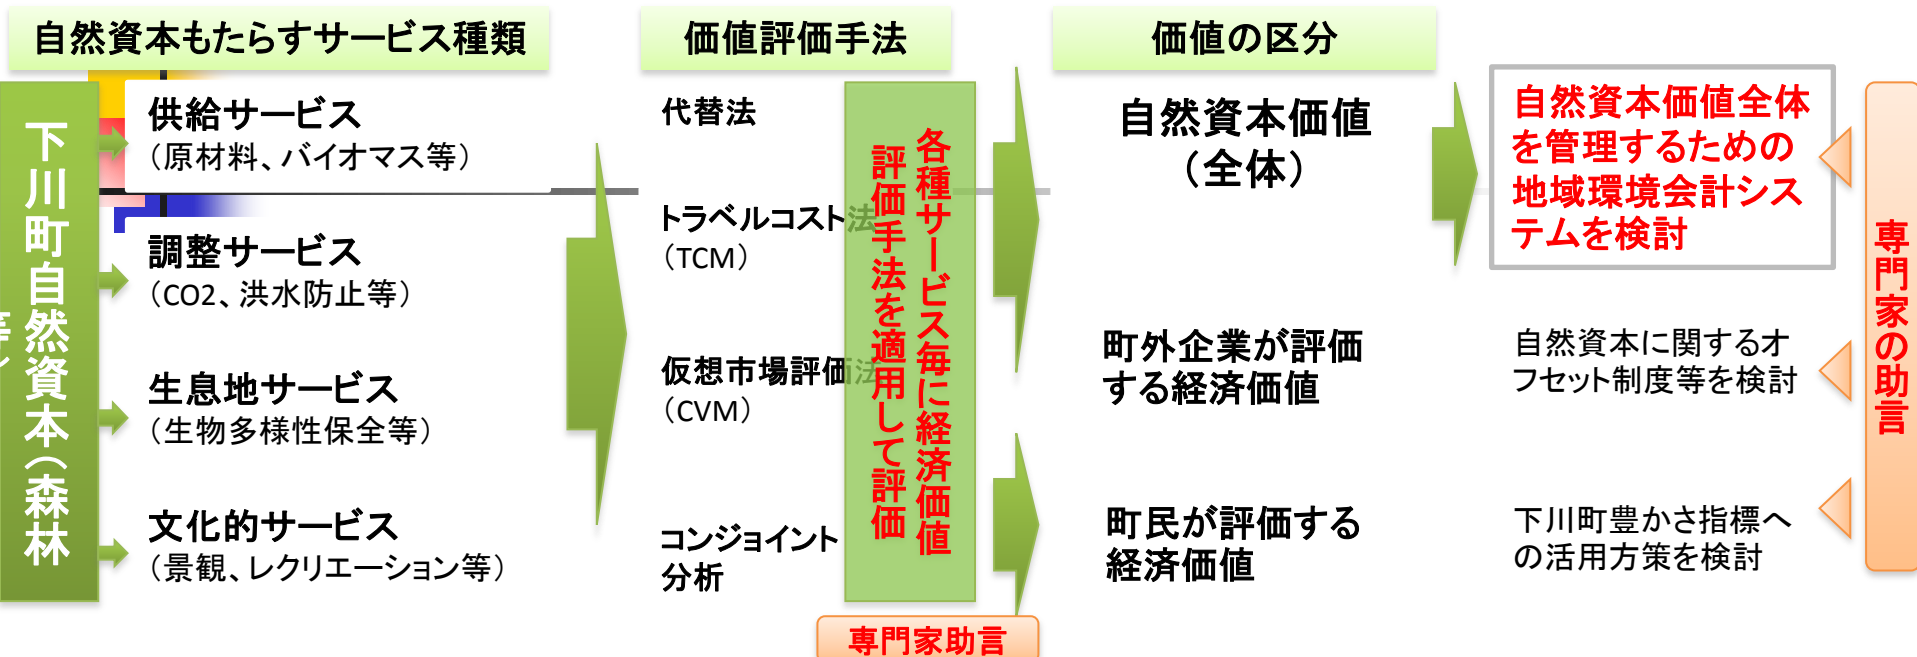 自然資本もたらすサービス種類
価値評価手法
価値の区分
下川町自然資本（森林
等）
供給サービス
（原材料、バイオマス等）
調整サービス
（CO2、洪水防止等）
生息地サービス
（生物多様性保全等）
文化的サービス
（景観、レクリエーション等）
代替法
トラベルコスト法
（TCM）
仮想市場評価法
（CVM）
コンジョイント
分析
各種サービス毎に経済価値
評価手法を適用して評価
専門家助言
自然資本価値
（全体）
町外企業が評価
する経済価値
町民が評価する
経済価値
自然資本価値全体
を管理するための
地域環境会計シス
テムを検討
自然資本に関するオ
フセット制度等を検討
下川町豊かさ指標へ
の活用方策を検討
専門家の助言